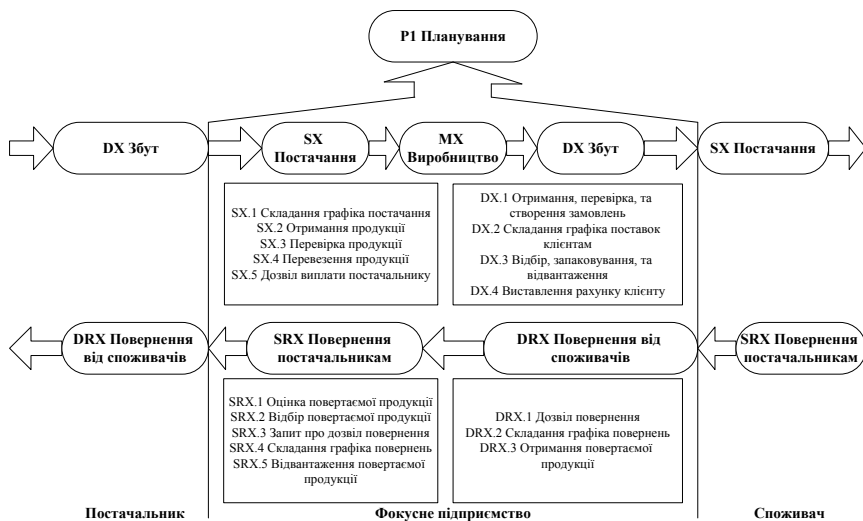 P1 Планування
DX Збут
SX
Постачання
MX
Виробництво
DX Збут
SX Постачання
SX.1 Складання графіка постачання
SX.2 Отримання продукції
SX.3 Перевірка продукції
SX.4 Перевезення продукції
SX.5 Дозвіл виплати постачальнику
DX.1 Отримання, перевірка, та
створення замовлень
DX.2 Складання графіка поставок
клієнтам
DX.3 Відбір, запаковування, та
відвантаження
DX.4 Виставлення рахунку клієнту
DRX Повернення
від споживачів
SRX Повернення
постачальникам
DRX Повернення від
споживачів
SRX Повернення
постачальникам
SRX.1 Оцінка повертаємої продукції
SRX.2 Відбір повертаємої продукції
SRX.3 Запит про дозвіл повернення
SRX.4 Складання графіка повернень
SRX.5 Відвантаження повертаємої
продукції
DRX.1 Дозвіл повернення
DRX.2 Складання графіка повернень
DRX.3 Отримання повертаємої
продукції
Постачальник
Фокусне підприємство
Споживач